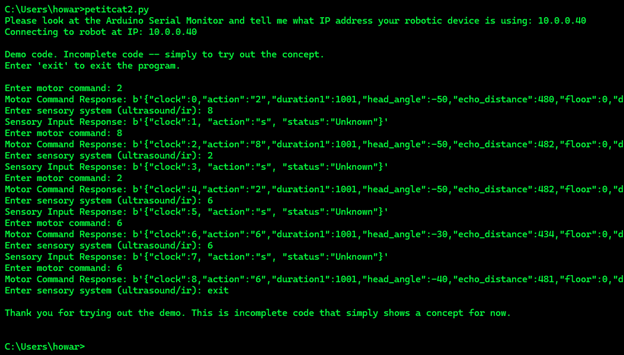 C:\Users\howar>petitcat2.py
Please look at the Arduino Serial Monitor and tell me what IP address your robotic device is using: 10.0.0.40
Connecting to robot at IP: 10.0.0.40
Demo code. Incomplete code -- simply to try out the concept.
Enter 'exit' to exit the program.
Enter motor command: 2
Motor Command Response: b'{"clock":0,"action":"2","duration1":1001,"head_angle":-50,"echo_distance":480,"floor":0,"d
Enter sensory system (ultrasound/ir): 8
Sensory Input Response: b'{"clock":1, "action":"s", "status":"Unknown"}'
Enter motor command: 8
Motor Command Response: b'{"clock":2,"action":"8","duration1":1001,"head_angle":-50,"echo_distance":482,"floor":0,"d
Enter sensory system (ultrasound/ir): 2
Sensory Input Response: b'{"clock":3, "action":"s", "status":"Unknown"}'
Enter motor command: 2
Motor Command Response: b'{"clock":4,"action":"2","duration1":1001,"head_angle":-50,"echo_distance":482,"floor":0,"d
Enter sensory system (ultrasound/ir): 6
Sensory Input Response: b'{"clock":5, "action":"s", "status":"Unknown"}'
Enter motor command: 6
Motor Command Response: b'{"clock":6,"action":"6","duration1":1001,"head_angle":-30,"echo_distance":434,"floor":0,"d
Enter sensory system (ultrasound/ir): 6
Sensory Input Response: b'{"clock":7, "action":"s", "status":"Unknown"}'
Enter motor command: 6
Motor Command Response: b'{"clock":8,"action":"6","duration1":1001,"head_angle":-40,"echo_distance":481,"floor":0,"d
Enter sensory system (ultrasound/ir): exit
Thank you for trying out the demo. This is incomplete code that simply shows a concept for now.
C:\Users\howar>